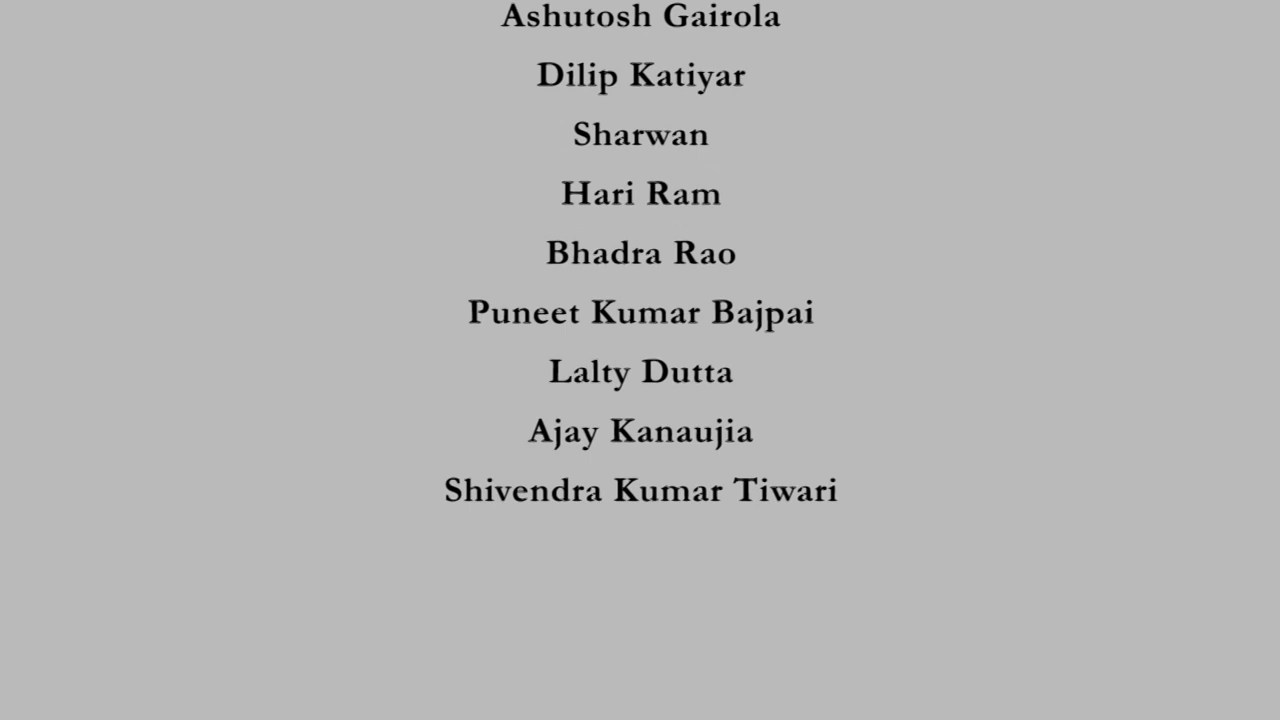 Ashutosh Gairola
Dilip Katiyar
Sharwan
Hari Ram
Bhadra Rao
Puneet Kumar Bajpai
Lalty Dutta
Ajay Kanaujia
Shivendra Kumar Tiwari